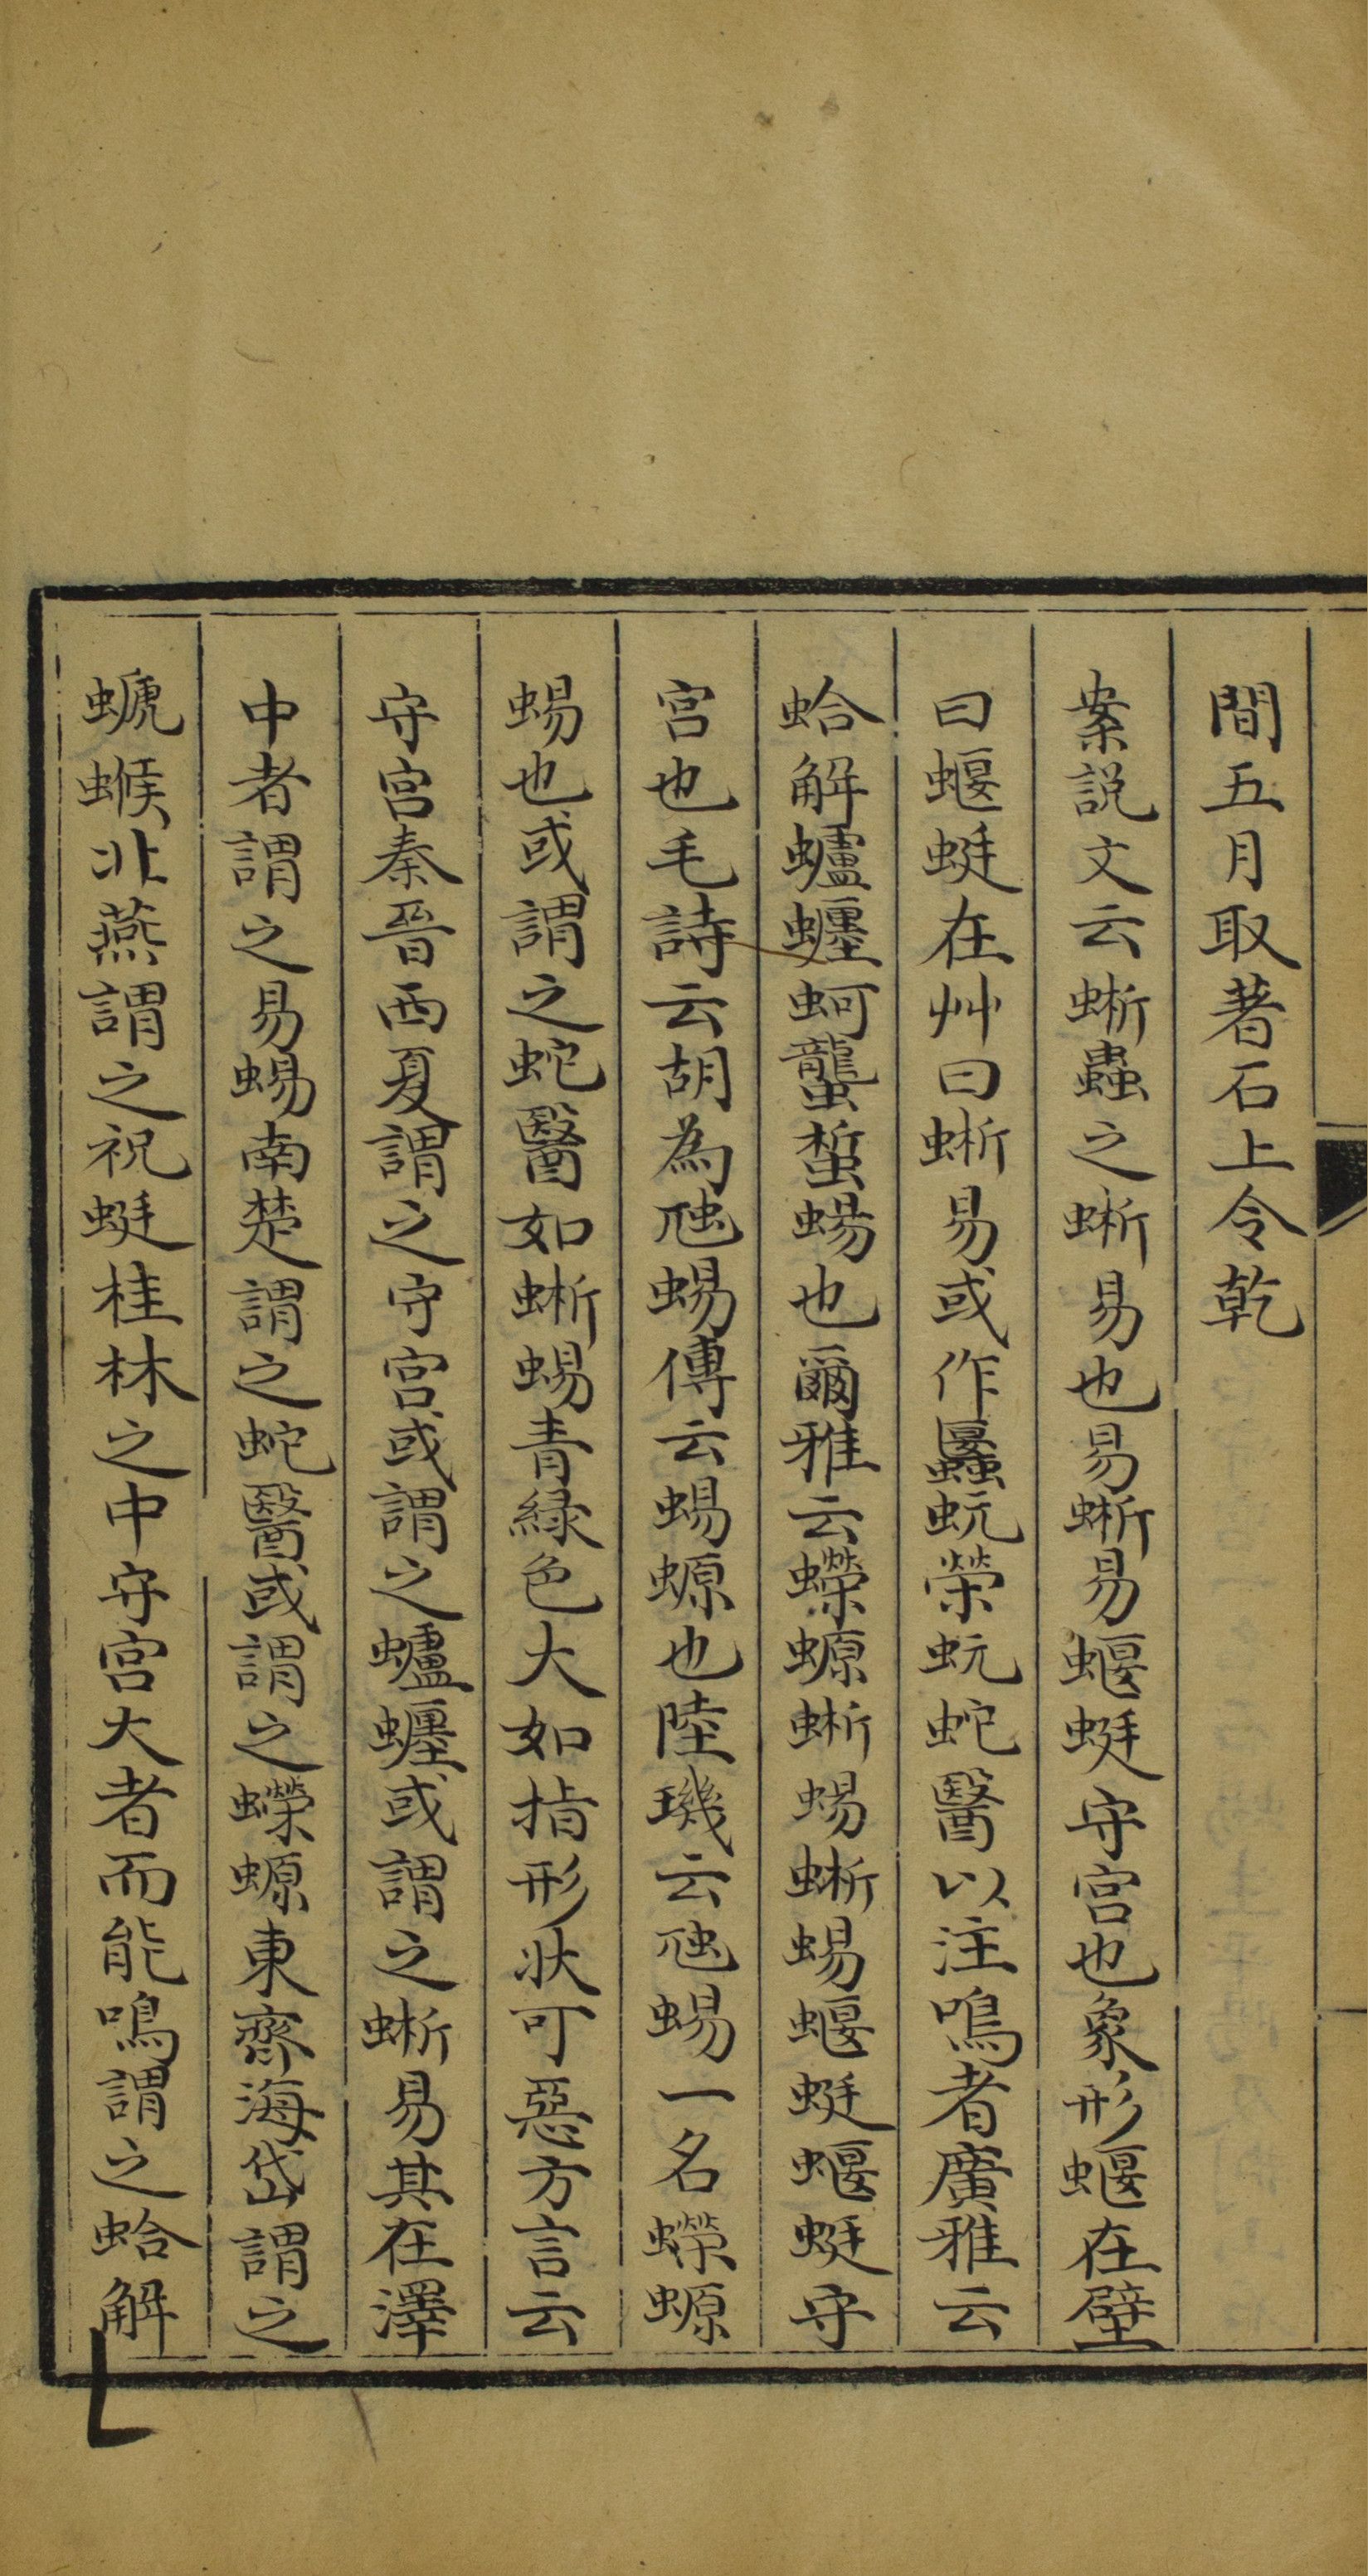 間五月取著石上令乾
案説文云蜥蟲之蜥易也易蜥易蝘蜓守宮也象形蝘在壁
曰蝘蜓在艸曰蜥易或作蠠蚖榮蚖蛇醫以注鳴者廣雅云
蛤解蠦蠪蚵蠪蜤蜴也爾雅云蠑螈蜥蜴蜥蜴蝘蜓蝘蜓守
宮也毛詩云胡為虺蜴傳云蜴螈也陸璣云虺蜴一名蠑螈
蜴也或謂之蛇醫如蜥蜴青緑色大如指形狀可惡方言云
守宮秦晉西夏謂之守宮或謂之蠦𧔞或謂之蜥易其在澤
中者謂之易蜴南楚謂之蛇醫或謂之蠑螈東齊海岱謂之
螔䗔北燕謂之祝蜓桂林之中守宮大者而能鳴謂之蛤解